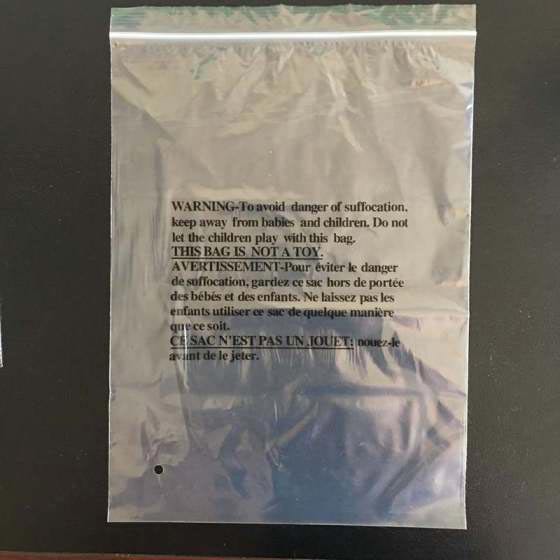 WARNING-To avoid danger of suffocation,
keep away from babies and children. Do not
let the children play with this bag.
THIS BAG IS NOT A TOY.
AVERTISSEMENT-Pour éviter le danger
de suffocation, gardez ce sac hors de portée
des bébés et des enfants. Ne laissez pas les
enfants utiliser ce sac de quelque manière
que ce soit.
CE SAC N'EST PAS UN JOUET: nouez-le
avant de le jeter.